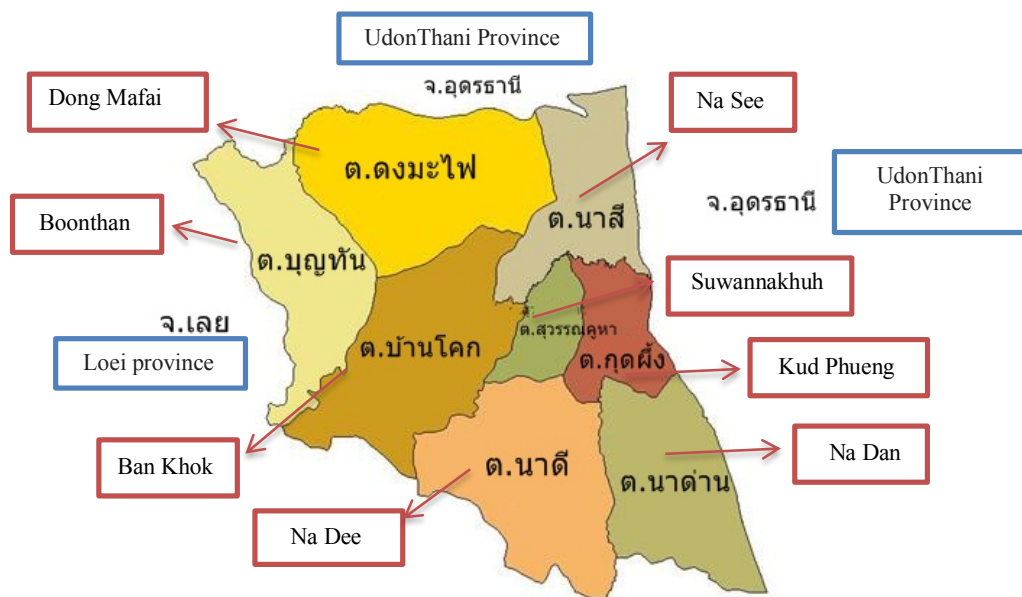 UdonThani Province
จ.อุดรธานี
Dong Mafai
Na See
ต.ดงมะไฟ
UdonThani
Province
จ.อุดรธานี
ต.นาสี
Boonthan
ต.บุญทัน
Suwannakhuh
จ.เลย
ต.สุวรรณคูหา
Loei province
ต.บ้านโคก
ต.กุดผึ้ง
Kud Phueng
Ban Khok
ต.นาดี
ต.นาด่าน
Na Dan
Na Dee